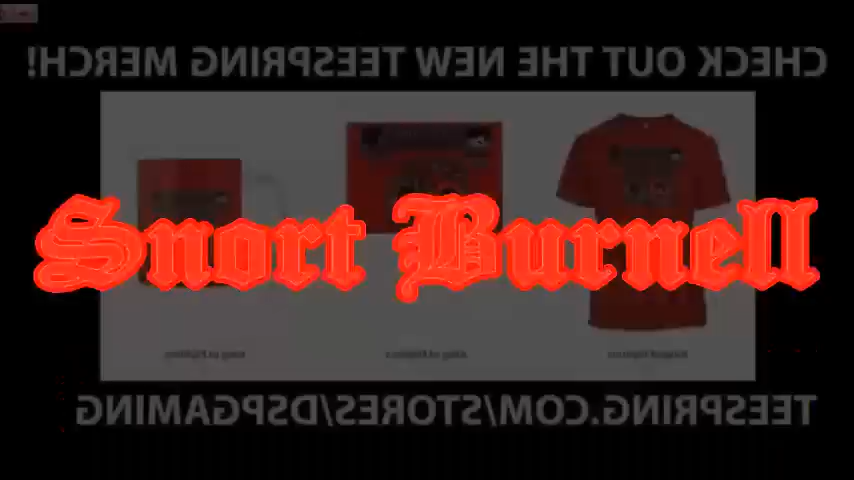 CHECK OUT THE NEW TEESPRING MERCH!
Snort Burnell
TEESPRING.COM/STORES/DSPGAMING